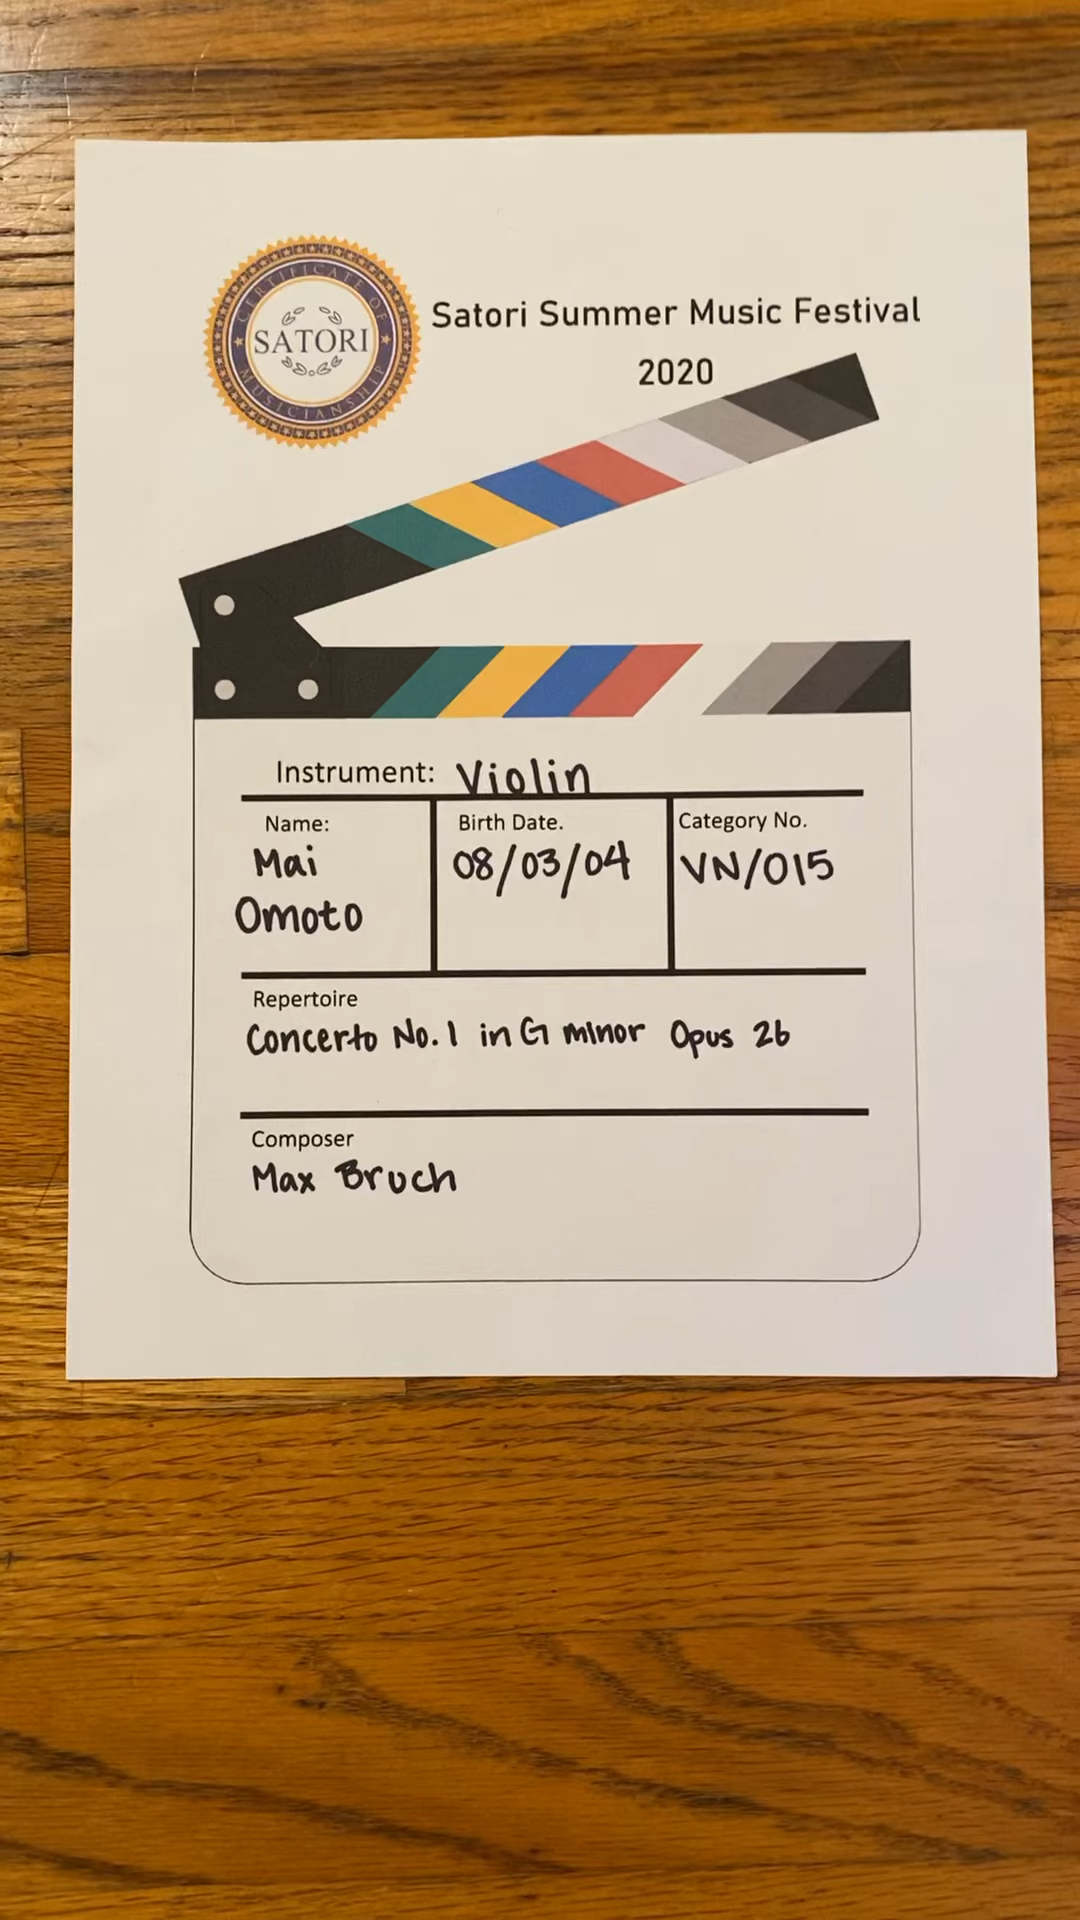 CERTIFICATE OF
SATORI
MUSICIANSHIP
Satori Summer Music Festival
2020
Instrument: Violin
Name:
Mai
Omoto
Birth Date.
08/03/04
Category No.
VN/015
Repertoire
Concerto No. 1 in G minor Opus 26
Composer
Max Bruch